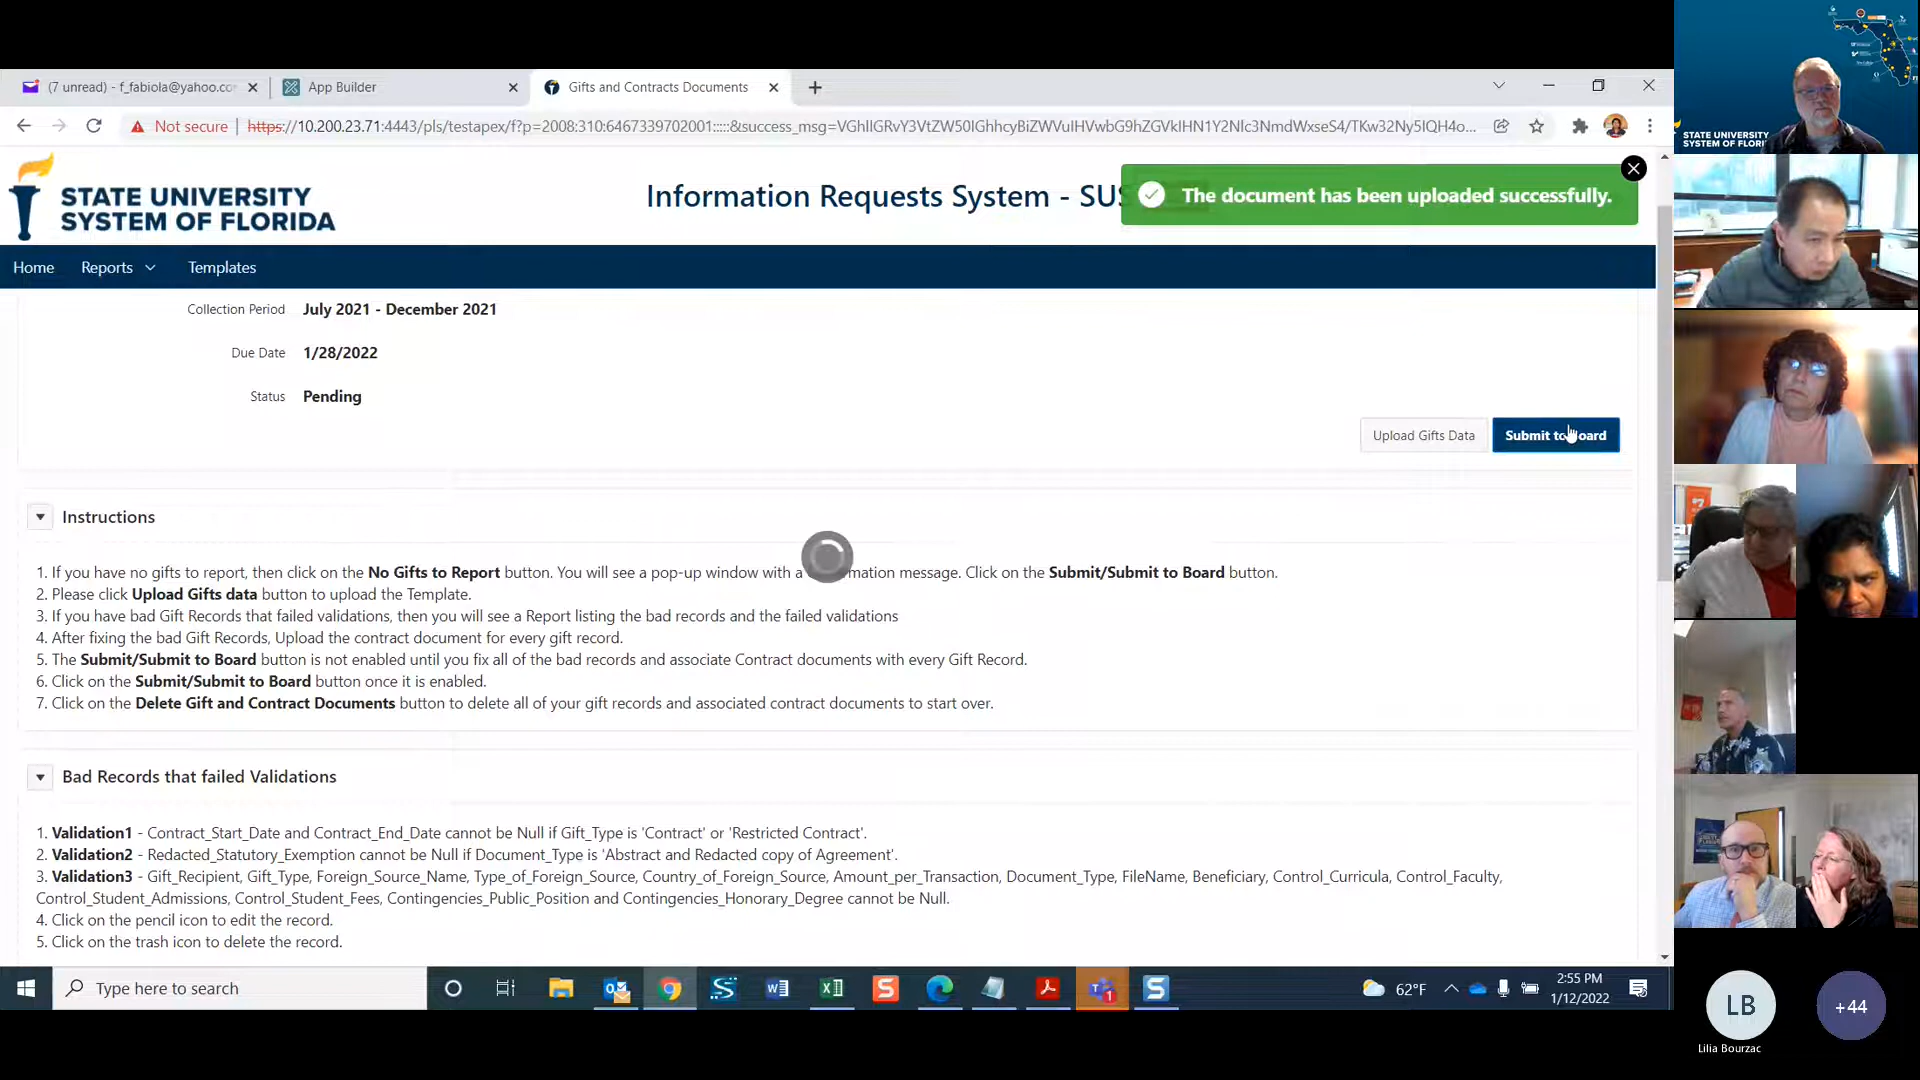 (7 unread) - f_fabiola@yahoo.co
App Builder
Gifts and Contracts Documents
Not secure
https://10.200.23.71:4443/pls/testapex/f?p=2008:310:6467339702001:::::&success_msg=VGhlIGRvY3VtZW50IGhhcyBiZWVuIHVwbG9hZGVkIHN1Y2Nlc3NmdWxseS4/TKw32Ny5IQH4o...
STATE UNIVERSITY
SYSTEM OF FLORIDA
Information Requests System - SUS
The document has been uploaded successfully.
Home
Reports
Templates
Collection Period
July 2021 - December 2021
Due Date
1/28/2022
Status
Pending
Upload Gifts Data
Submit to Board
Instructions
1. If you have no gifts to report, then click on the No Gifts to Report button. You will see a pop-up window with a mation message. Click on the Submit/Submit to Board button.
2. Please click Upload Gifts data button to upload the Template.
3. If you have bad Gift Records that failed validations, then you will see a Report listing the bad records and the failed validations
4. After fixing the bad Gift Records, Upload the contract document for every gift record.
5. The Submit/Submit to Board button is not enabled until you fix all of the bad records and associate Contract documents with every Gift Record.
6. Click on the Submit/Submit to Board button once it is enabled.
7. Click on the Delete Gift and Contract Documents button to delete all of your gift records and associated contract documents to start over.
Bad Records that failed Validations
1. Validation1 - Contract_Start_Date and Contract_End_Date cannot be Null if Gift_Type is 'Contract' or 'Restricted Contract'.
2. Validation2 - Redacted_Statutory_Exemption cannot be Null if Document_Type is 'Abstract and Redacted copy of Agreement'.
3. Validation3 - Gift_Recipient, Gift_Type, Foreign_Source_Name, Type_of_Foreign_Source, Country_of_Foreign_Source, Amount_per_Transaction, Document_Type, FileName, Beneficiary, Control_Curricula, Control_Faculty,
Control_Student_Admissions, Control_Student_Fees, Contingencies_Public_Position and Contingencies_Honorary_Degree cannot be Null.
4. Click on the pencil icon to edit the record.
5. Click on the trash icon to delete the record.
Type here to search
62°F
2:55 PM
1/12/2022
STATE UNIVERSITY
SYSTEM OF FLORI
LB
Lilia Bourzac
+44